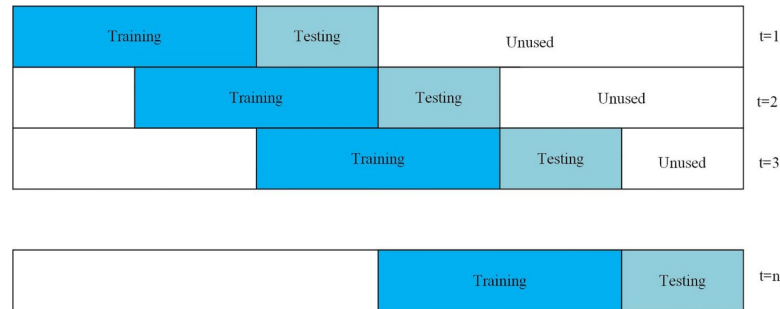 Training Testing Unused t=1
Training Testing Unused t=2
Training Testing Unused t=3
Training Testing t=n